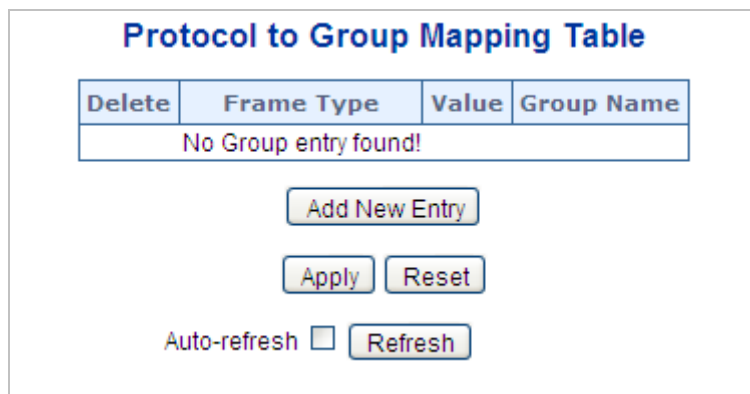 Protocol to Group Mapping Table
Delete Frame Type Value Group Name
No Group entry found!
Add New Entry
Apply Reset
Auto-refresh Refresh